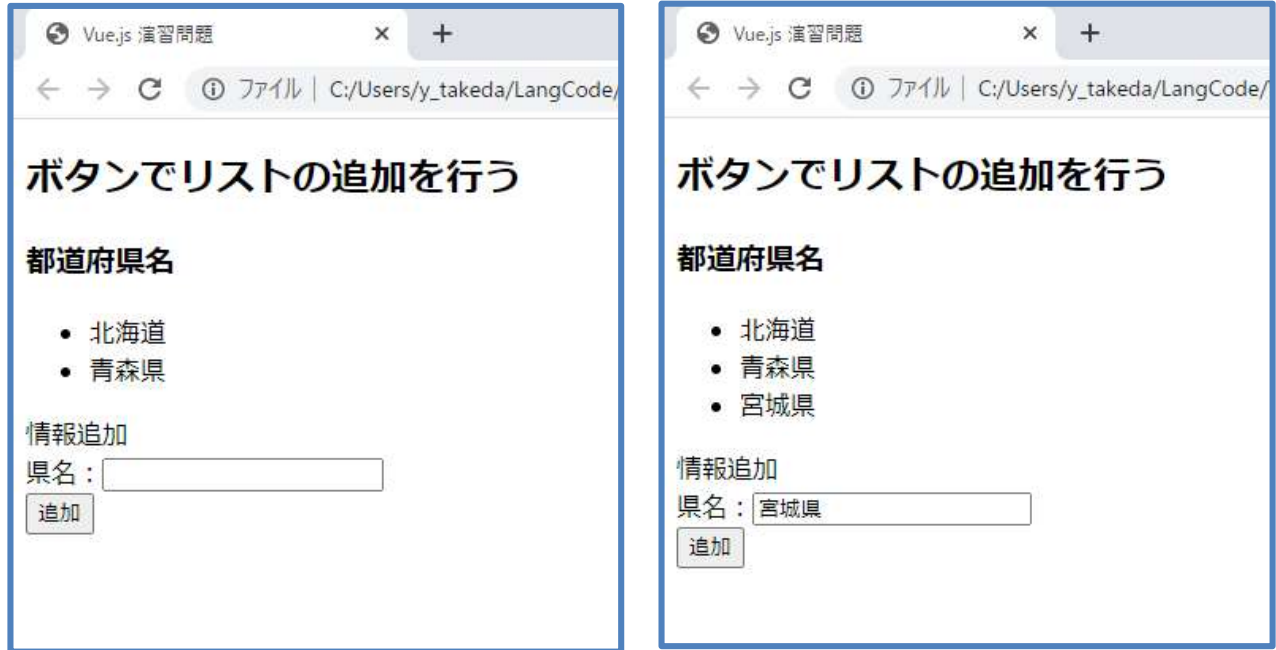 Vue.js 演習問題
ファイル | C:/Users/y_takeda/LangCode/
ボタンでリストの追加を行う
都道府県名
• 北海道
• 青森県
情報追加
県名：
追加
Vue.js 演習問題
ファイル | C:/Users/y_takeda/LangCode/
ボタンでリストの追加を行う
都道府県名
• 北海道
• 青森県
• 宮城県
情報追加
県名：宮城県
追加